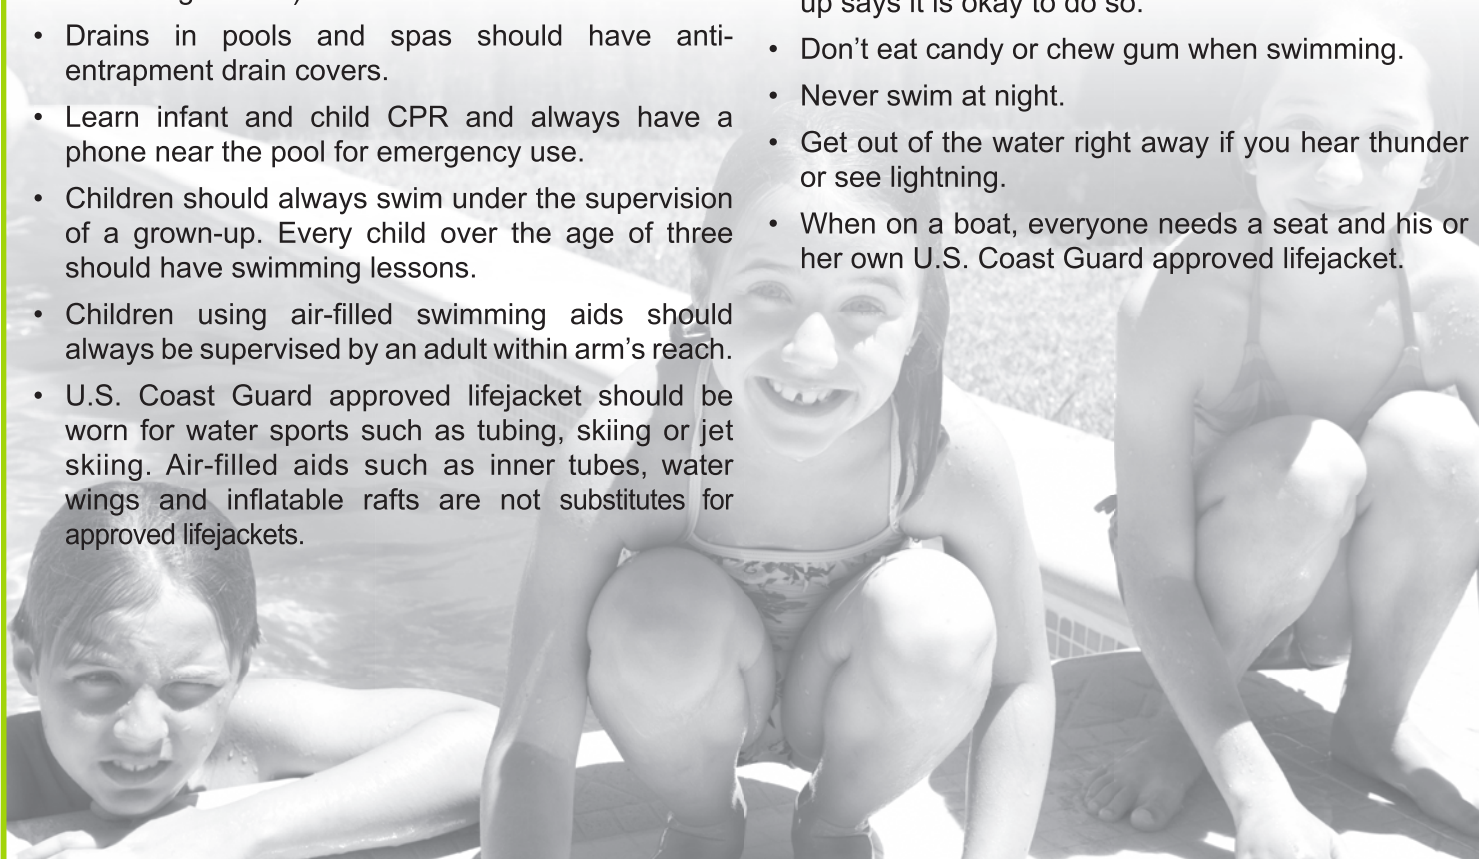 • Drains in pools and spas should have anti-
entrapment drain covers.
• Learn infant and child CPR and always have a
phone near the pool for emergency use.
• Children should always swim under the supervision
of a grown-up. Every child over the age of three
should have swimming lessons.
• Children using air-filled swimming aids should
always be supervised by an adult within arm’s reach.
• U.S. Coast Guard approved lifejacket should be
worn for water sports such as tubing, skiing or jet
skiing. Air-filled aids such as inner tubes, water
wings and inflatable rafts are not substitutes for
approved lifejackets.
up says it is okay to do so.
• Don’t eat candy or chew gum when swimming.
• Never swim at night.
• Get out of the water right away if you hear thunder
or see lightning.
• When on a boat, everyone needs a seat and his or
her own U.S. Coast Guard approved lifejacket.